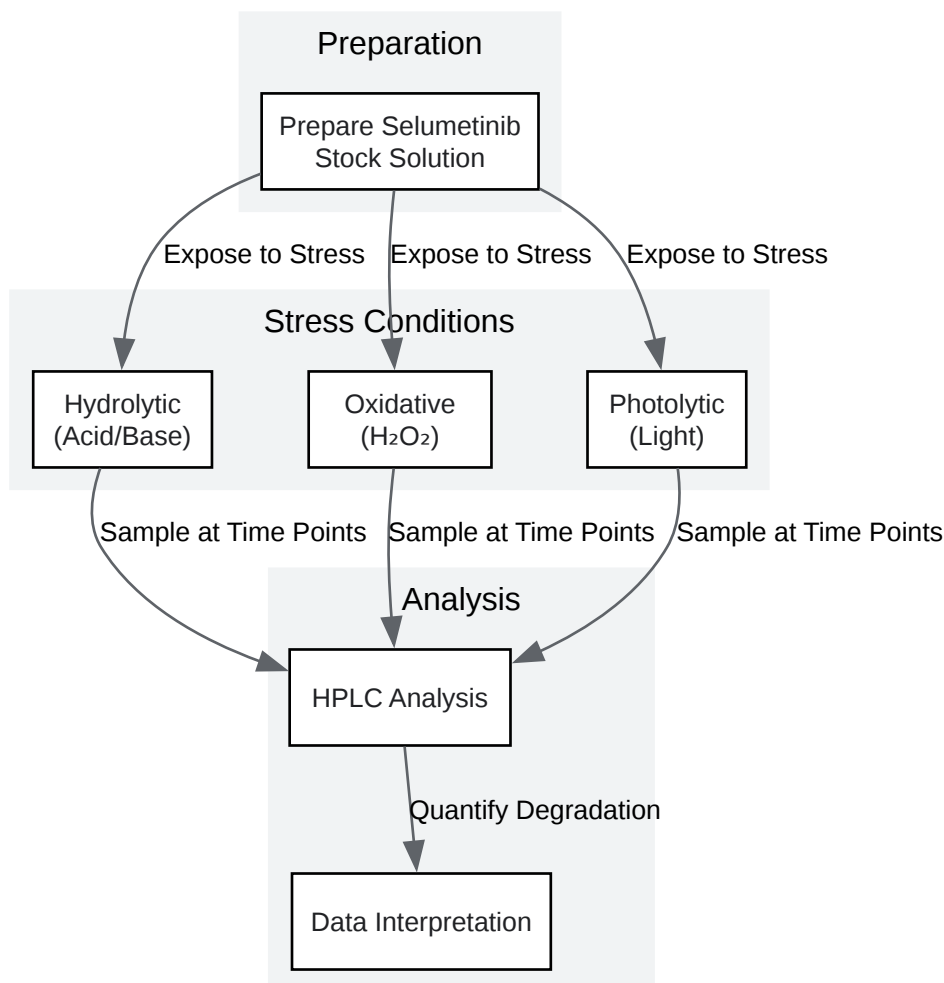 Preparation
Prepare Selumetinib
Stock Solution
Expose to Stress
Expose to Stress
Expose to Stress
Stress Conditions
Hydrolytic
(Acid/Base)
Oxidative
(H₂O₂)
Photolytic
(Light)
Sample at Time Points
Sample at Time Points
Sample at Time Points
Analysis
HPLC Analysis
Quantify Degradation
Data Interpretation